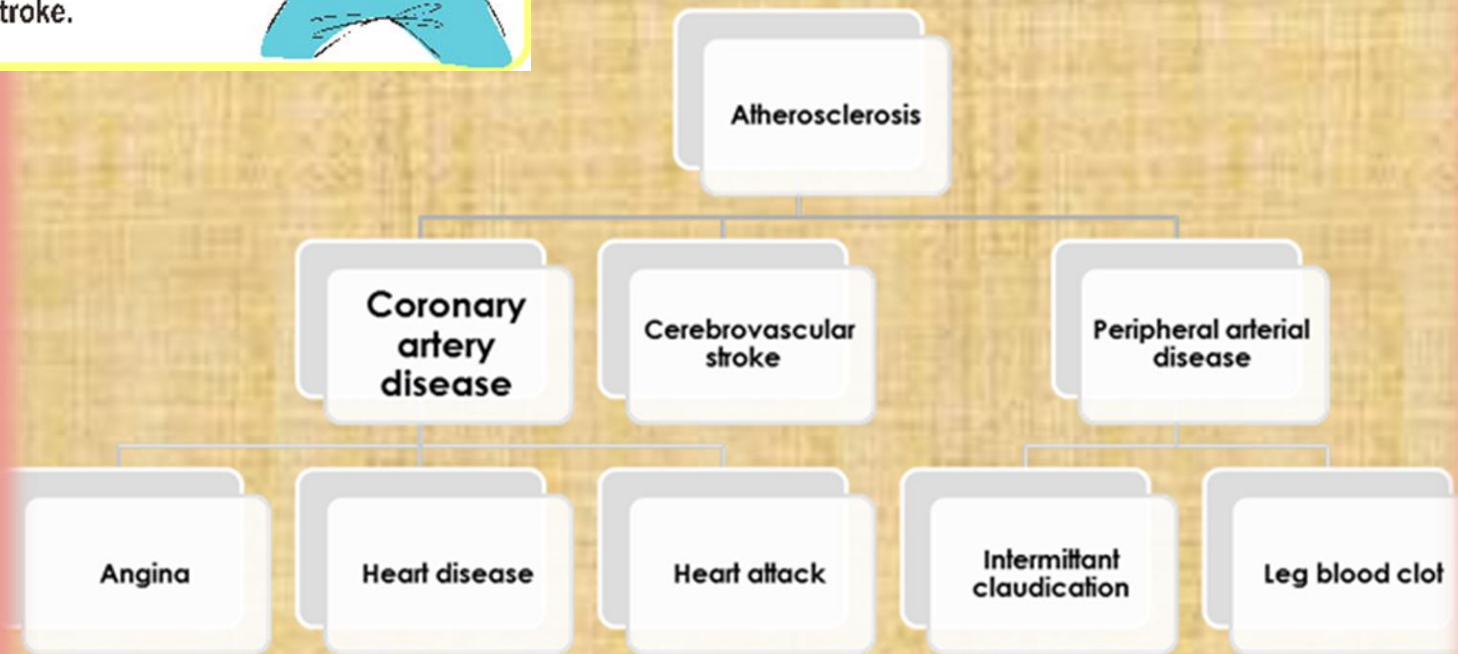 troke.
Atherosclerosis
Coronary
artery
disease
Cerebrovascular
stroke
Peripheral arterial
disease
Angina
Heart disease
Heart attack
Intermittant
claudication
Leg blood clot